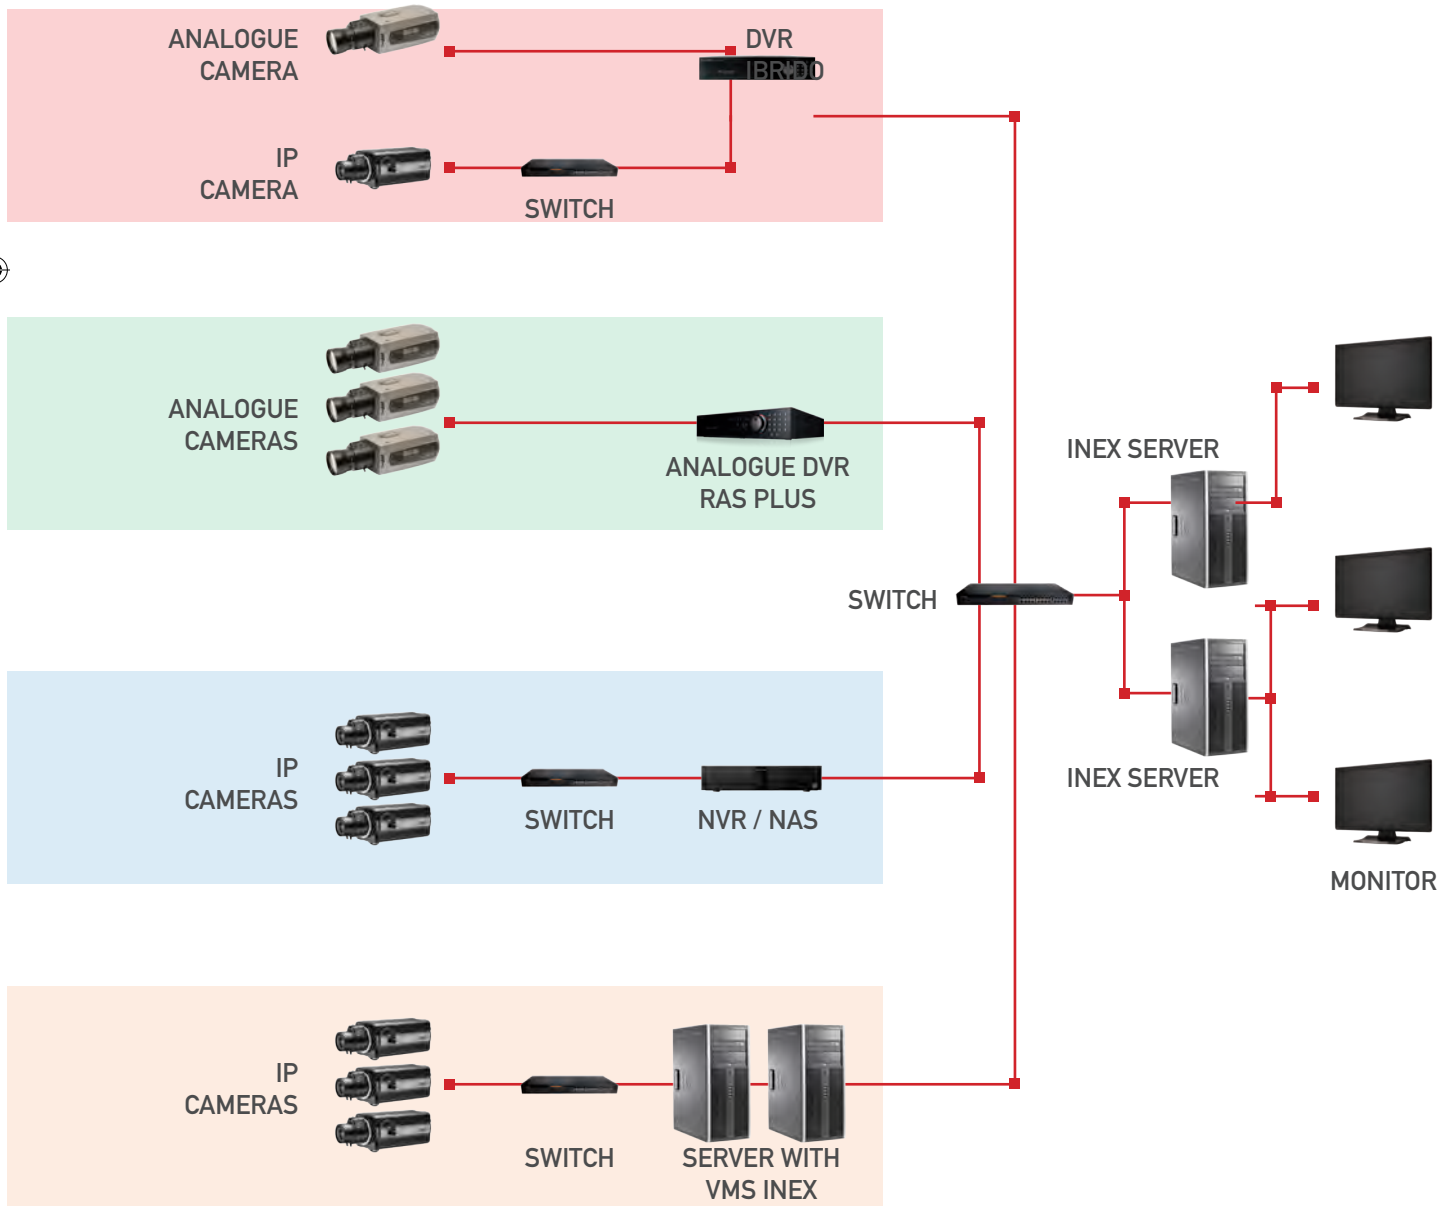 ANALOGUE
CAMERA
DVR
IBRIDO
IP
CAMERA
SWITCH
ANALOGUE
CAMERAS
ANALOGUE DVR
RAS PLUS
INEX SERVER
SWITCH
IP
CAMERAS
SWITCH
NVR / NAS
INEX SERVER
MONITOR
IP
CAMERAS
SWITCH
SERVER WITH
VMS INEX